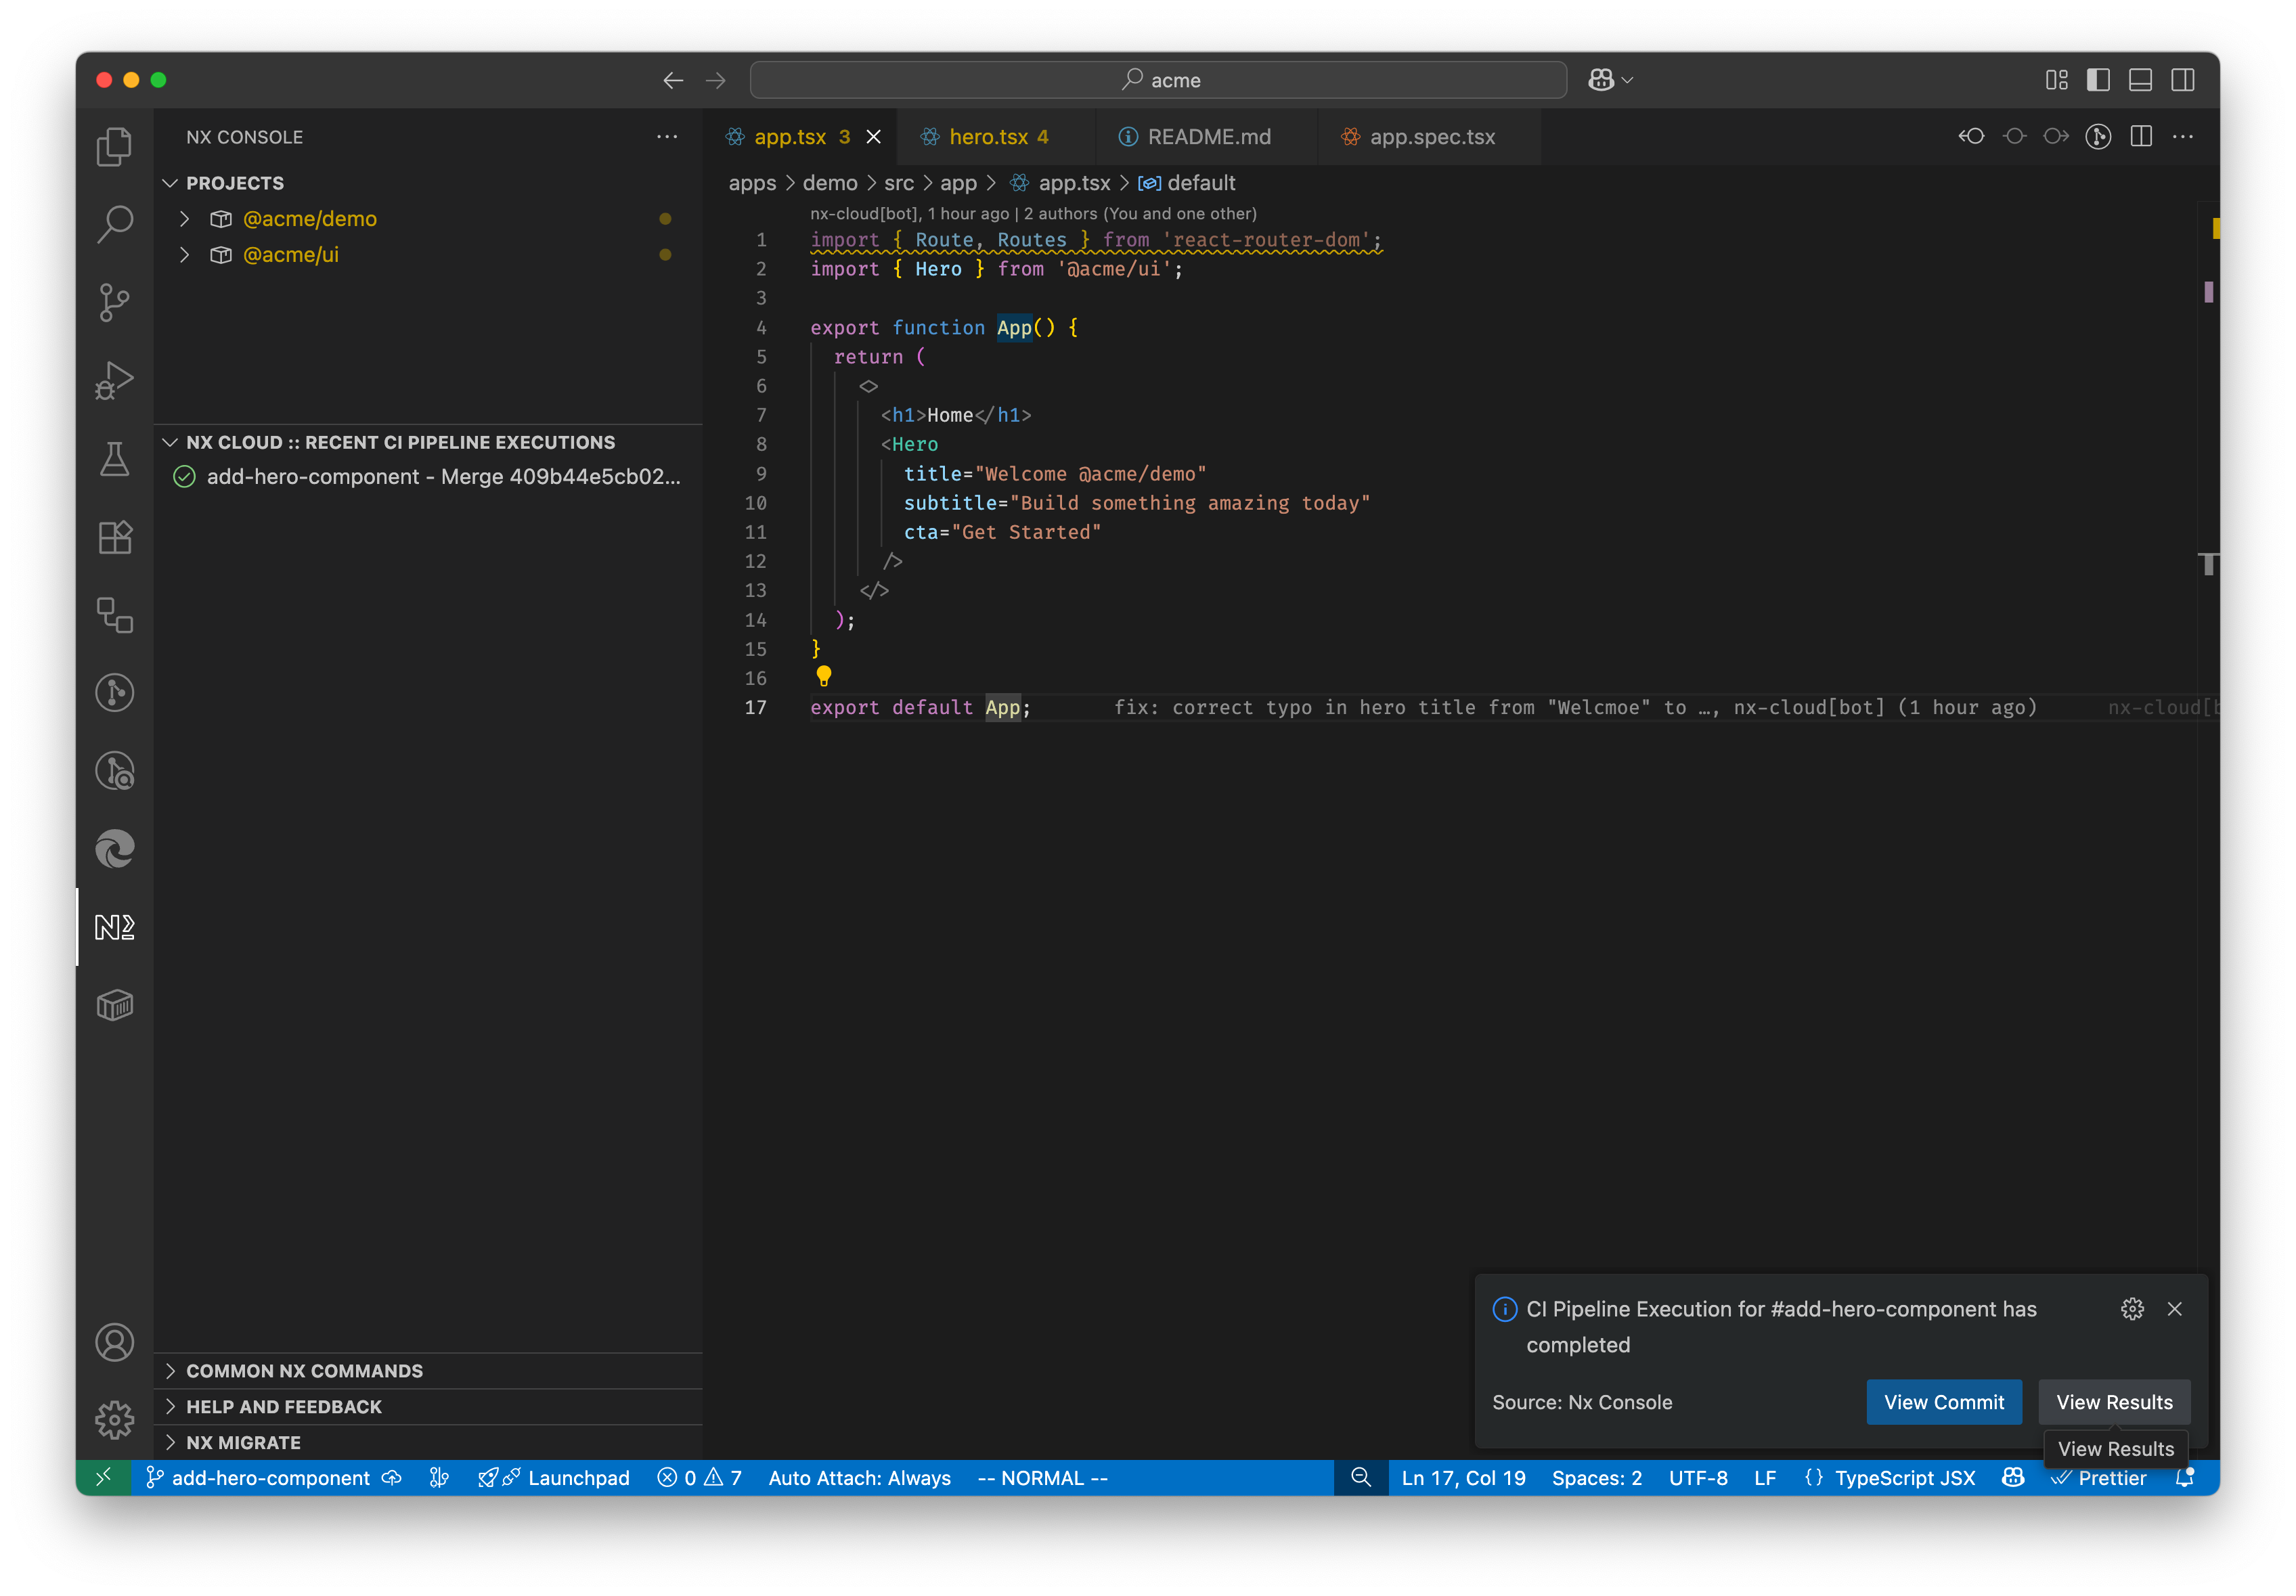 acme
NX CONSOLE
PROJECTS
@acme/demo
@acme/ui
NX CLOUD :: RECENT CI PIPELINE EXECUTIONS
add-hero-component - Merge 409b44e5cb02...
COMMON NX COMMANDS
HELP AND FEEDBACK
NX MIGRATE
app.tsx 3
hero.tsx 4
README.md
app.spec.tsx
apps > demo > src > app > app.tsx > default
nx-cloud[bot], 1 hour ago | 2 authors (You and one other)
1 import { Route, Routes } from 'react-router-dom';
2 import { Hero } from '@acme/ui';
3
4 export function App() {
5 return (
6 <>
7 <h1>Home</h1>
8 <Hero
9 title="Welcome @acme/demo"
10 subtitle="Build something amazing today"
11 cta="Get Started"
12 />
13 </>
14 );
15 }
16
17 export default App; fix: correct typo in hero title from "Welcmoe" to …, nx-cloud[bot] (1 hour ago) nx-cloud[b
CI Pipeline Execution for #add-hero-component has
completed
Source: Nx Console
View Commit
View Results
View Results
add-hero-component
Launchpad
0
7
Auto Attach: Always
-- NORMAL --
Ln 17, Col 19
Spaces: 2
UTF-8
LF
{} TypeScript JSX
Prettier